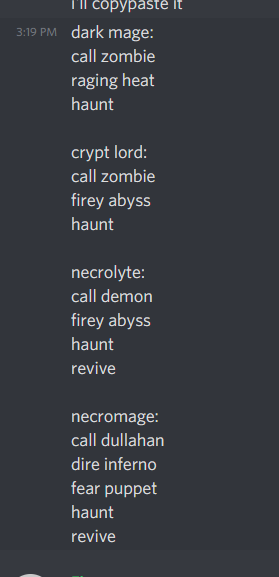 i'll copypaste it
3:19 PM dark mage:
call zombie
raging heat
haunt
crypt lord:
call zombie
firey abyss
haunt
necrolyte:
call demon
firey abyss
haunt
revive
necromage:
call dullahan
dire inferno
fear puppet
haunt
revive